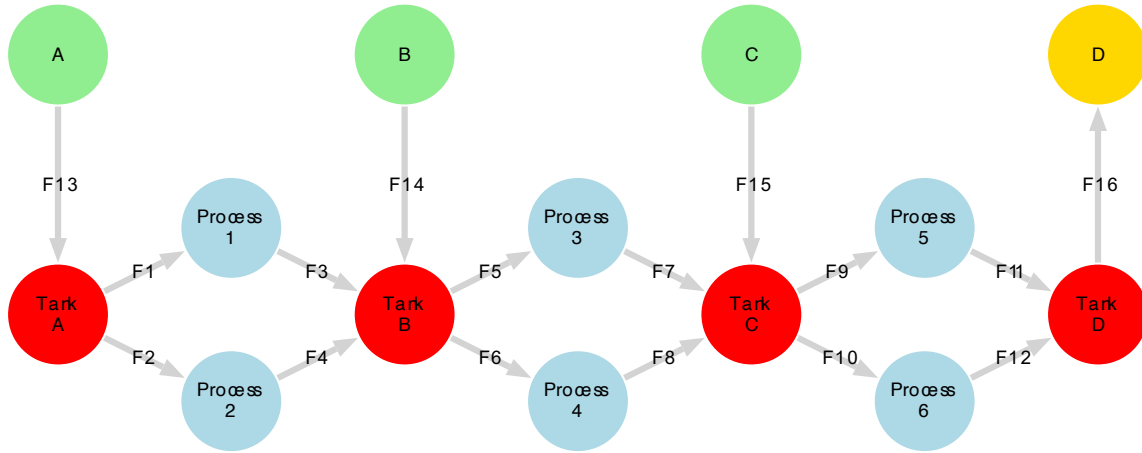 A
B
C
D
F13
F14
F15
F16
Process
1
Process
3
Process
5
F1
F3
F5
F7
F9
F11
Tark
A
Tark
B
Tark
C
Tark
D
F2
F4
F6
F8
F10
F12
Process
2
Process
4
Process
6